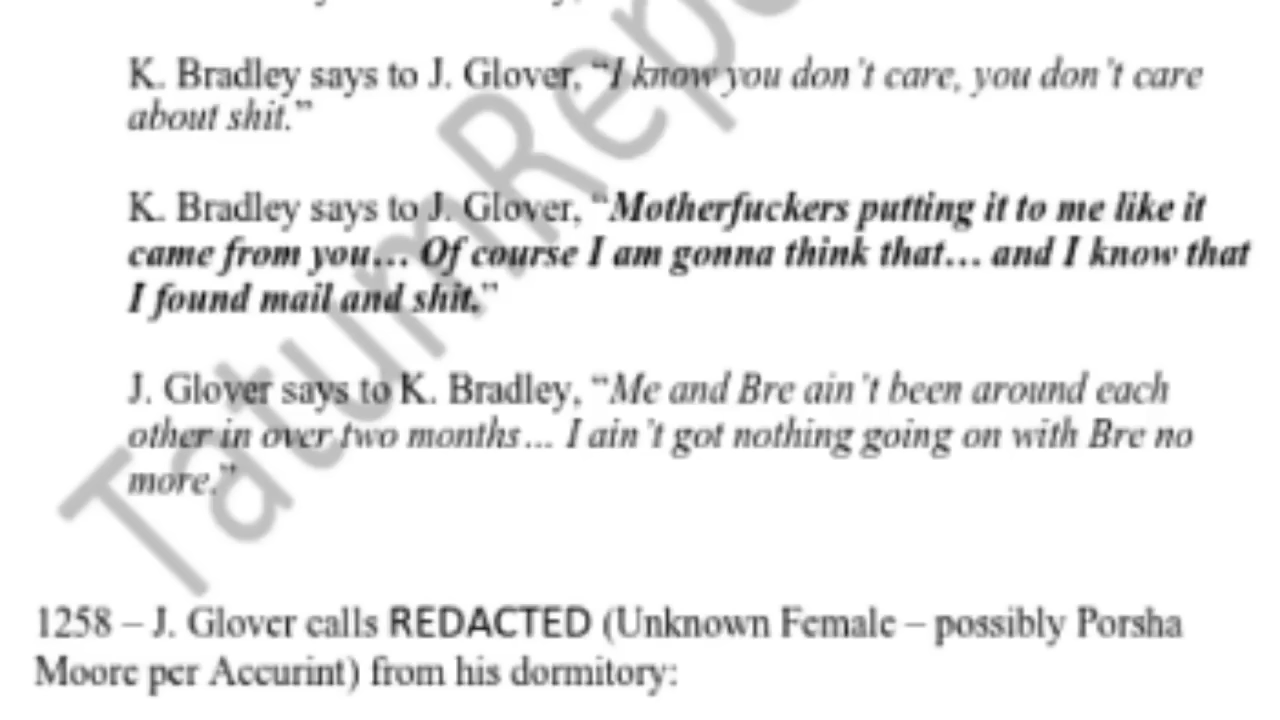 K. Bradley says to J. Glover, “I know you don’t care, you don’t care
about shit.”
K. Bradley says to J. Glover, “Motherfuckers putting it to me like it
came from you… Of course I am gonna think that… and I know that
I found mail and shit.”
J. Glover says to K. Bradley, “Me and Bre ain’t been around each
other in over two months… I ain’t got nothing going on with Bre no
more.”
1258 – J. Glover calls REDACTED (Unknown Female – possibly Porsha
Moore per Accurint) from his dormitory:
TatumRepo